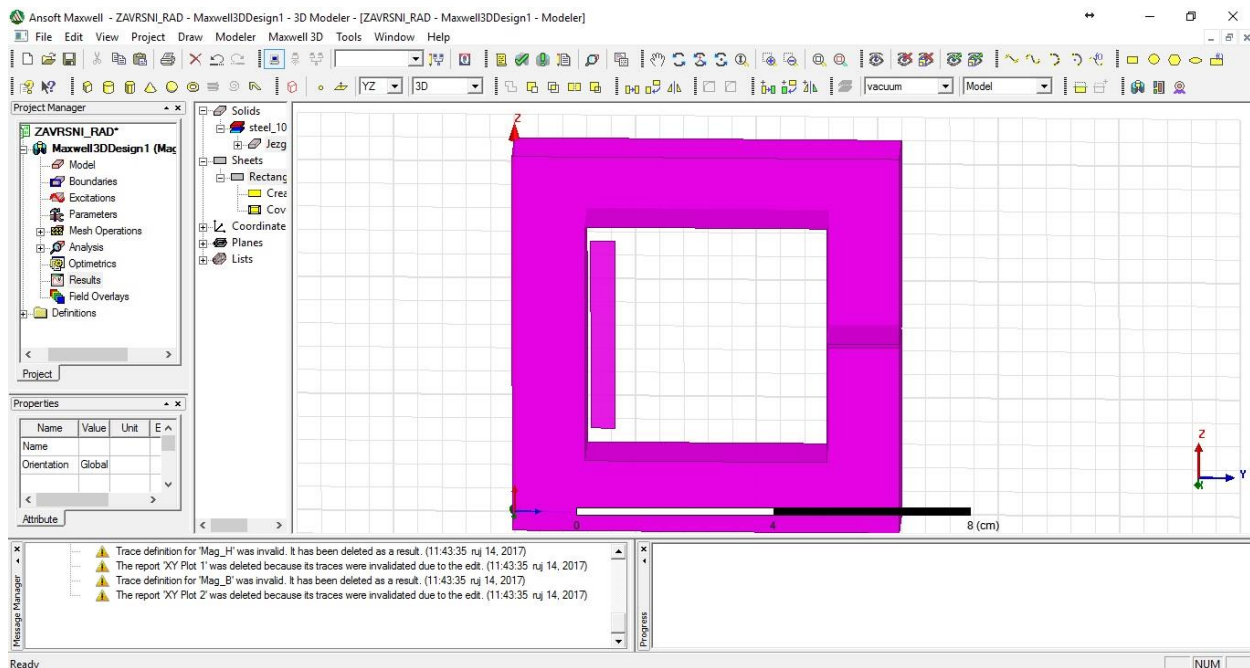 Ansoft Maxwell - ZAVRSNI_RAD - Maxwell3DDesign1 - 3D Modeler - [ZAVRSNI_RAD - Maxwell3DDesign1 - Modeler]
File Edit View Project Draw Modeler Maxwell 3D Tools Window Help
YZ 3D vacuum Model
Project Manager
ZAVRSNI_RAD*
Maxwell3DDesign1 (Mag
Model
Boundaries
Excitations
Parameters
Mesh Operations
Analysis
Optimetrics
Results
Field Overlays
Definitions
Project
Solids
steel_10
Jezg
Sheets
Rectang
Crea
Cov
Coordinate
Planes
Lists
Z
Z
Y
X
0 4 8 (cm)
Properties
Name Value Unit E
Name
Orientation Global
Attribute
Message Manager
Trace definition for 'Mag_H' was invalid. It has been deleted as a result. (11:43:35 ruj 14, 2017)
The report 'XY Plot 1' was deleted because its traces were invalidated due to the edit. (11:43:35 ruj 14, 2017)
Trace definition for 'Mag_B' was invalid. It has been deleted as a result. (11:43:35 ruj 14, 2017)
The report 'XY Plot 2' was deleted because its traces were invalidated due to the edit. (11:43:35 ruj 14, 2017)
Progress
Ready
NUM